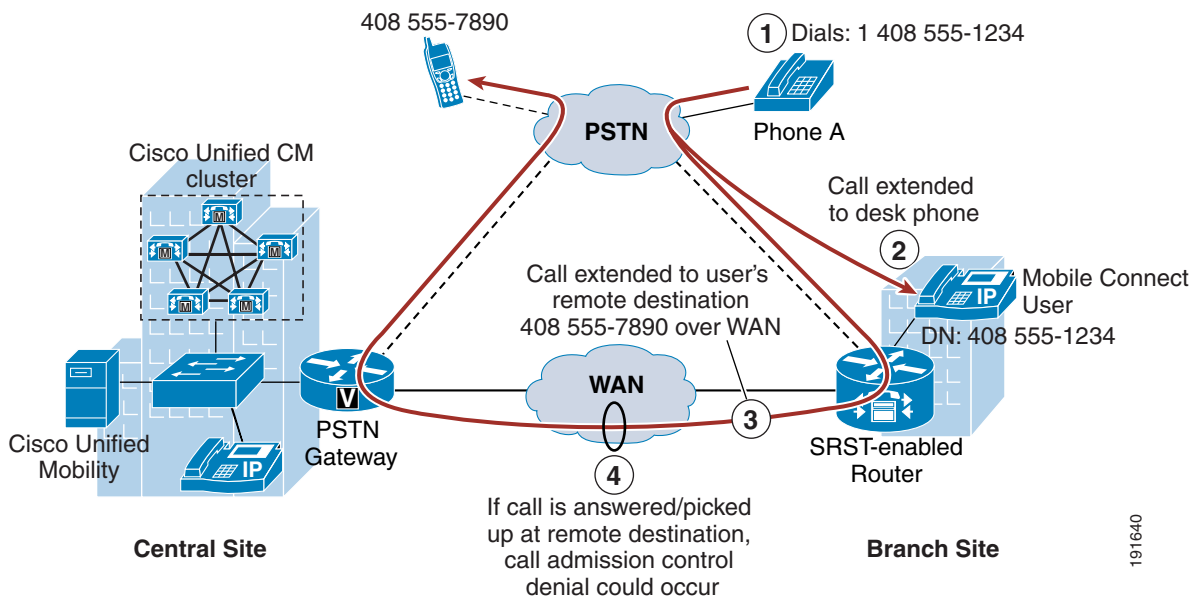 408 555-7890
1 Dials: 1 408 555-1234
PSTN
Phone A
Cisco Unified CM
cluster
M
M
M
M
M
Call extended
to desk phone
2
IP
Mobile Connect
User
DN: 408 555-1234
Call extended to user's
remote destination
408 555-7890 over WAN
WAN
3
V
PSTN
Gateway
SRST-enabled
Router
Cisco Unified
Mobility
IP
4
If call is answered/picked
up at remote destination,
call admission control
denial could occur
Central Site
Branch Site
191640